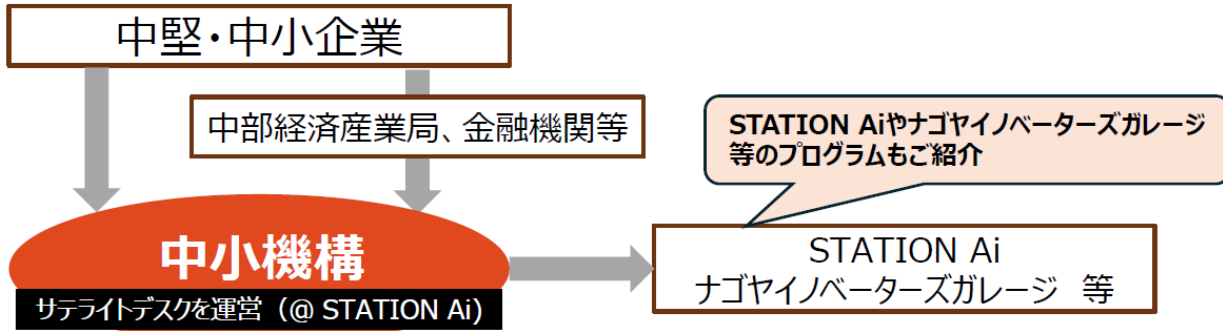 中堅・中小企業
中部経済産業局、金融機関等
STATION Aiやナゴヤイノベーターズガレージ
等のプログラムもご紹介
中小機構
サテライトデスクを運営（@ STATION Ai）
STATION Ai
ナゴヤイノベーターズガレージ　等